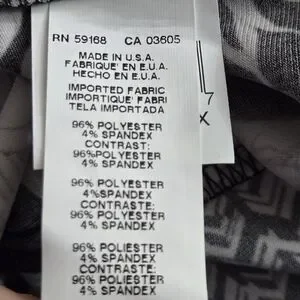 RN 59168 CA 03605
MADE IN U.S.A.
FABRIQUE' EN E.U.A.
HECHO EN E.U.A.
IMPORTED FABRIC
IMPORTIQUE' FABRI
TELA IMPORTADA
96% POLYESTER
4% SPANDEX
CONTRAST:
96%POLYESTER
4% SPANDEX
96% POLYESTER
4%SPANDEX
CONTRASTE:
96% POLYESTER
4% SPANDEX
96% POLIESTER
4% SPANDEX
CONTRASTE:
96% POLIESTER
4% SPANDEX
7
X